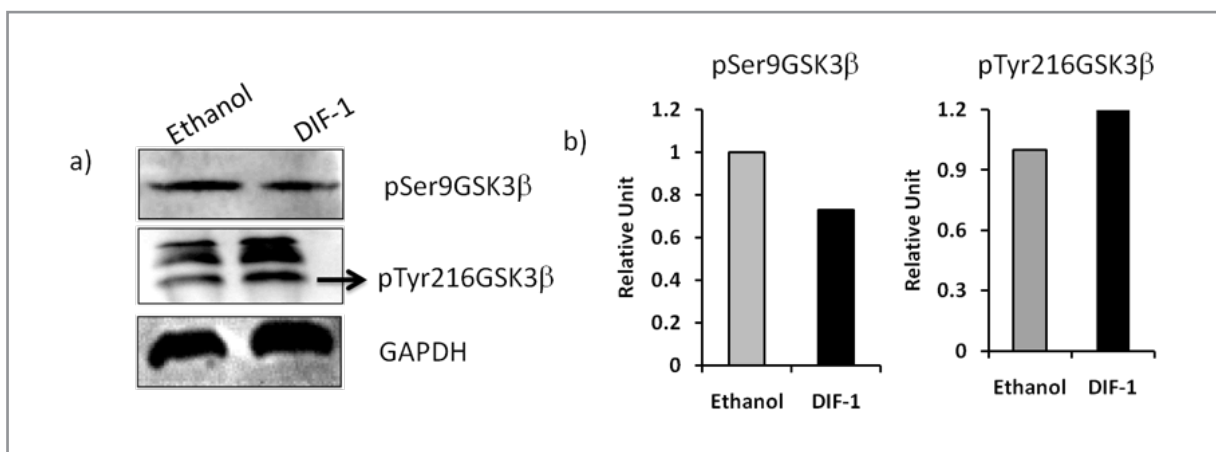 a)
Ethanol
DIF-1
pSer9GSK3β
pTyr216GSK3β
GAPDH
b)
pSer9GSK3β
Relative Unit
1.2
1
0.8
0.6
0.4
0.2
0
Ethanol
DIF-1
pTyr216GSK3β
Relative Unit
1.2
0.9
0.6
0.3
0
Ethanol
DIF-1